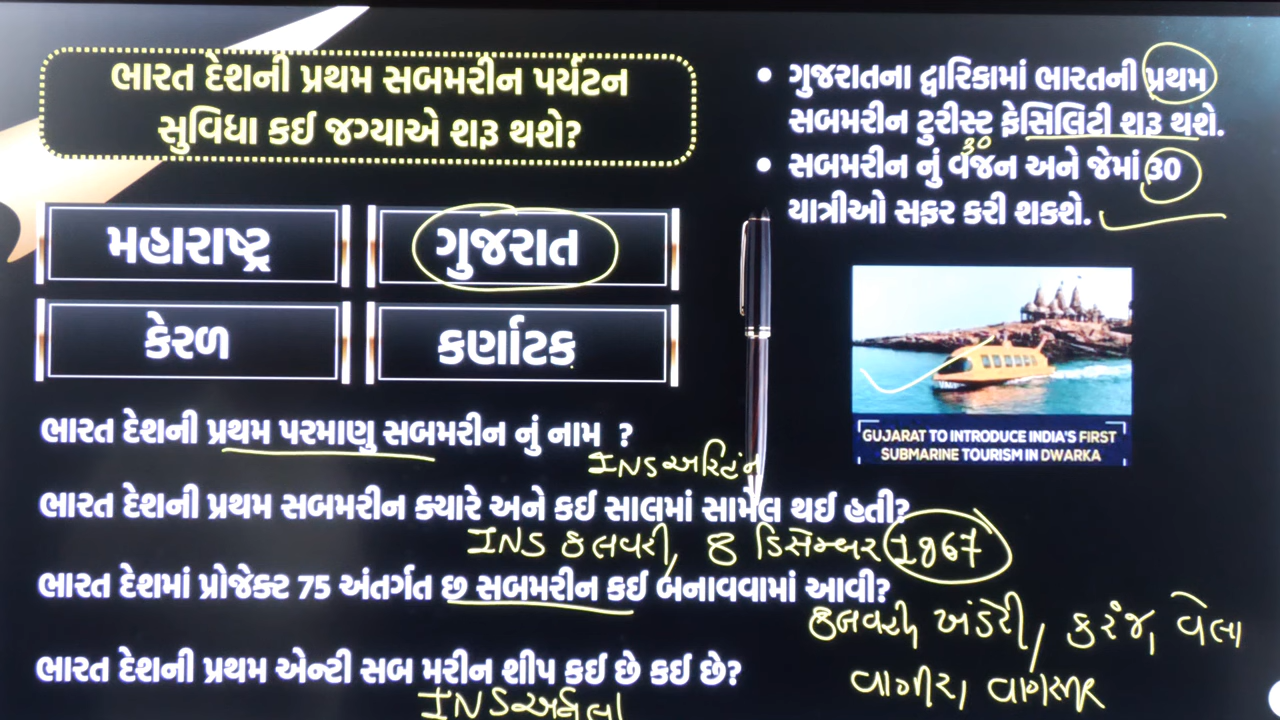 ભારત દેશની પ્રથમ સબમરીન પર્યટન
સુવિધા કઈ જગ્યાએ શરૂ થશે?
મહારાષ્ટ્ર
ગુજરાત
કેરળ
કર્ણાટક
ગુજરાતના દ્વારિકામાં ભારતની પ્રથમ
સબમરીન ટુરીસ્ટ ફેસિલિટી શરૂ થશે.
30
સબમરીન નું વજન અને જેમાં 30
યાત્રીઓ સફર કરી શકશે.
GUJARAT TO INTRODUCE INDIA'S FIRST
SUBMARINE TOURISM IN DWARKA
ભારત દેશની પ્રથમ પરમાણુ સબમરીન નું નામ ?
INS અરિહંત
ભારત દેશની પ્રથમ સબમરીન ક્યારે અને કઈ સાલમાં સામેલ થઈ હતી?
INS કલવરી, 8 ડિસેમ્બર 1967
ભારત દેશમાં પ્રોજેક્ટ 75 અંતર્ગત છ સબમરીન કઈ બનાવવામાં આવી?
કલવરી, ખંડેરી, કરંજ, વેલા
વાગીર, વાગશીર
ભારત દેશની પ્રથમ એન્ટી સબ મરીન શીપ કઈ છે કઈ છે?
INS અર્નાલા